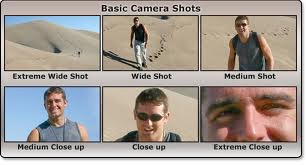 Basic Camera Shots
Extreme Wide Shot
Wide Shot
Medium Shot
Medium Close up
Close up
Extreme Close up